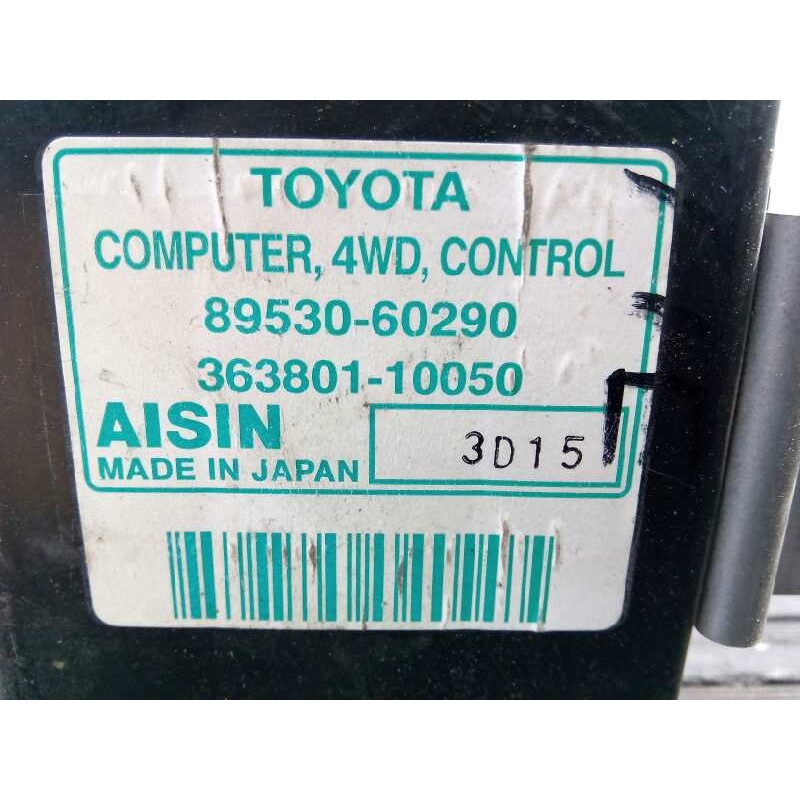 TOYOTA
COMPUTER, 4WD, CONTROL
89530-60290
363801-10050
AISIN
MADE IN JAPAN
3D15